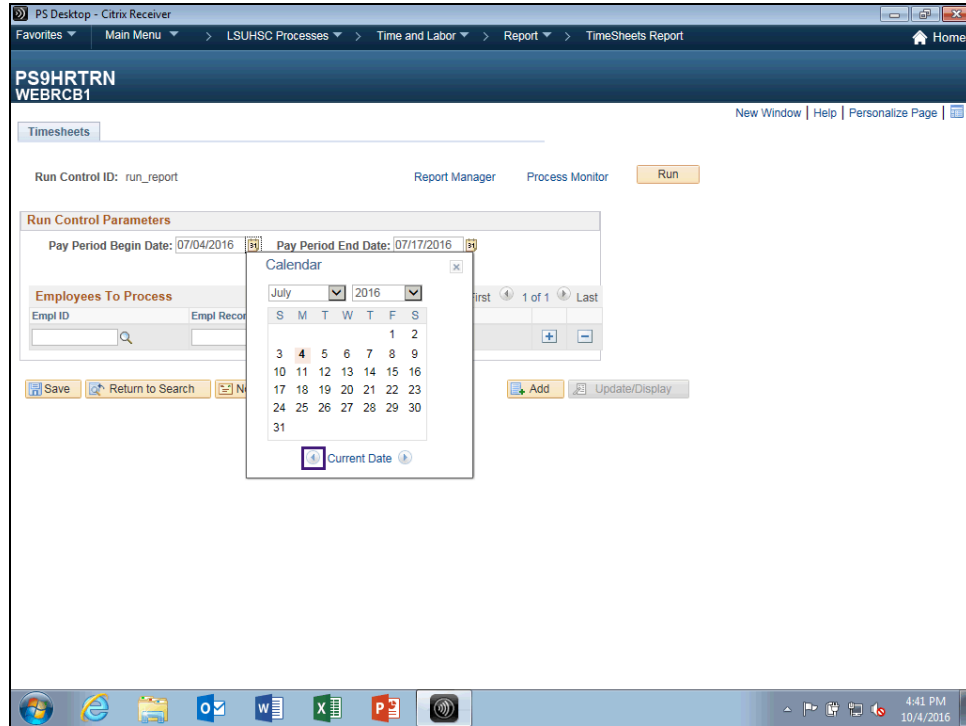 PS Desktop - Citrix Receiver
Favorites Main Menu > LSUHSC Processes > Time and Labor > Report > TimeSheets Report Home
PS9HRTRN
WEBRCB1
New Window | Help | Personalize Page |
Timesheets
Run Control ID: run_report Report Manager Process Monitor Run
Run Control Parameters
Pay Period Begin Date: 07/04/2016 31 Pay Period End Date: 07/17/2016 31
Calendar
July 2016
Employees To Process First 1 of 1 Last
Empl ID Empl Recor
S M T W T F S
1 2
3 4 5 6 7 8 9
10 11 12 13 14 15 16
17 18 19 20 21 22 23
24 25 26 27 28 29 30
31
Save Return to Search Add Update/Display
Current Date
4:41 PM
10/4/2016